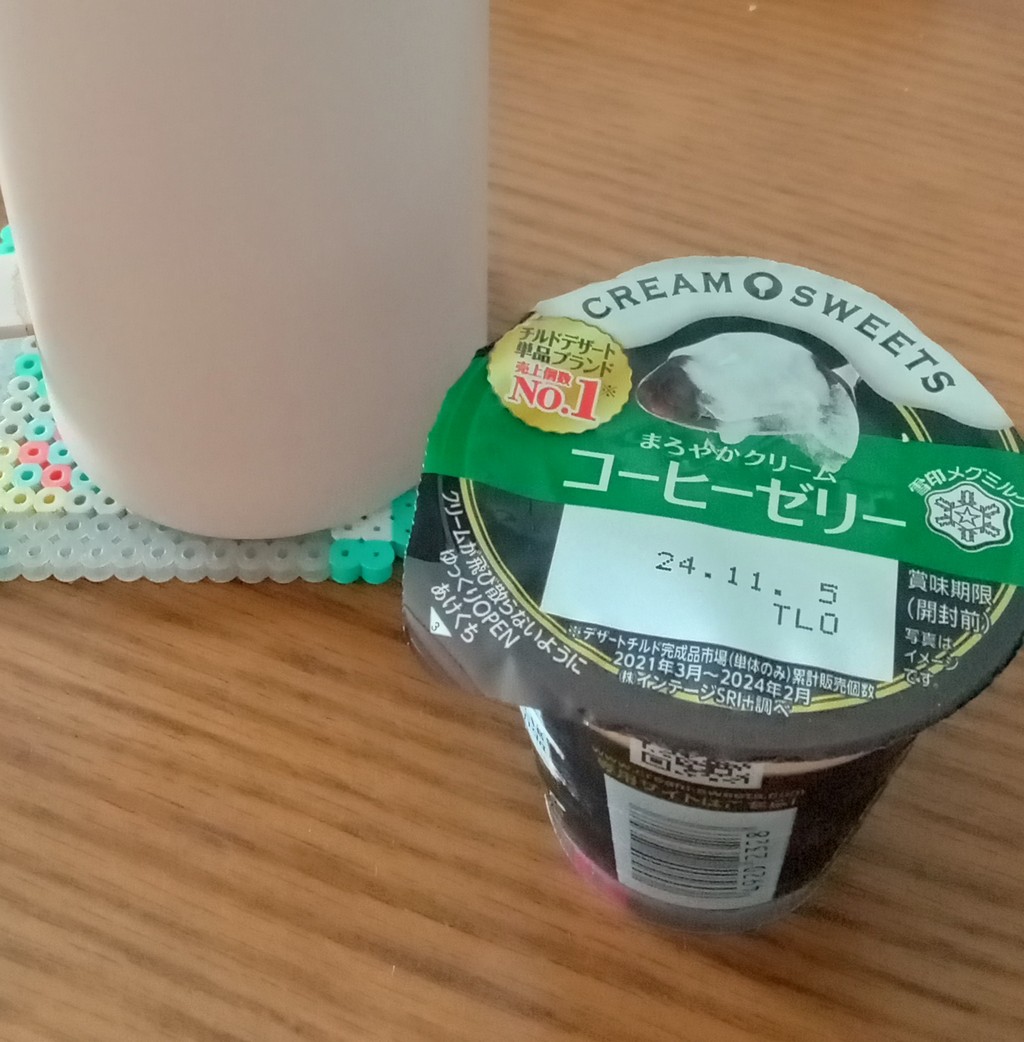 CREAM SWEETS
チルドデザート
単品ブランド
売上個数
No.1※
まろやかクリーム
コーヒーゼリー
雪印メグミルク
24.11. 5
TLO
賞味期限
(開封前)
写真は
イメージ
です。
クリームが飛び散らないように
ゆっくりOPEN
あけくち
3
※デザートチルド完成品市場(単体のみ)累計販売個数
2021年3月〜2024年2月
(株)インテージSRI+調べ